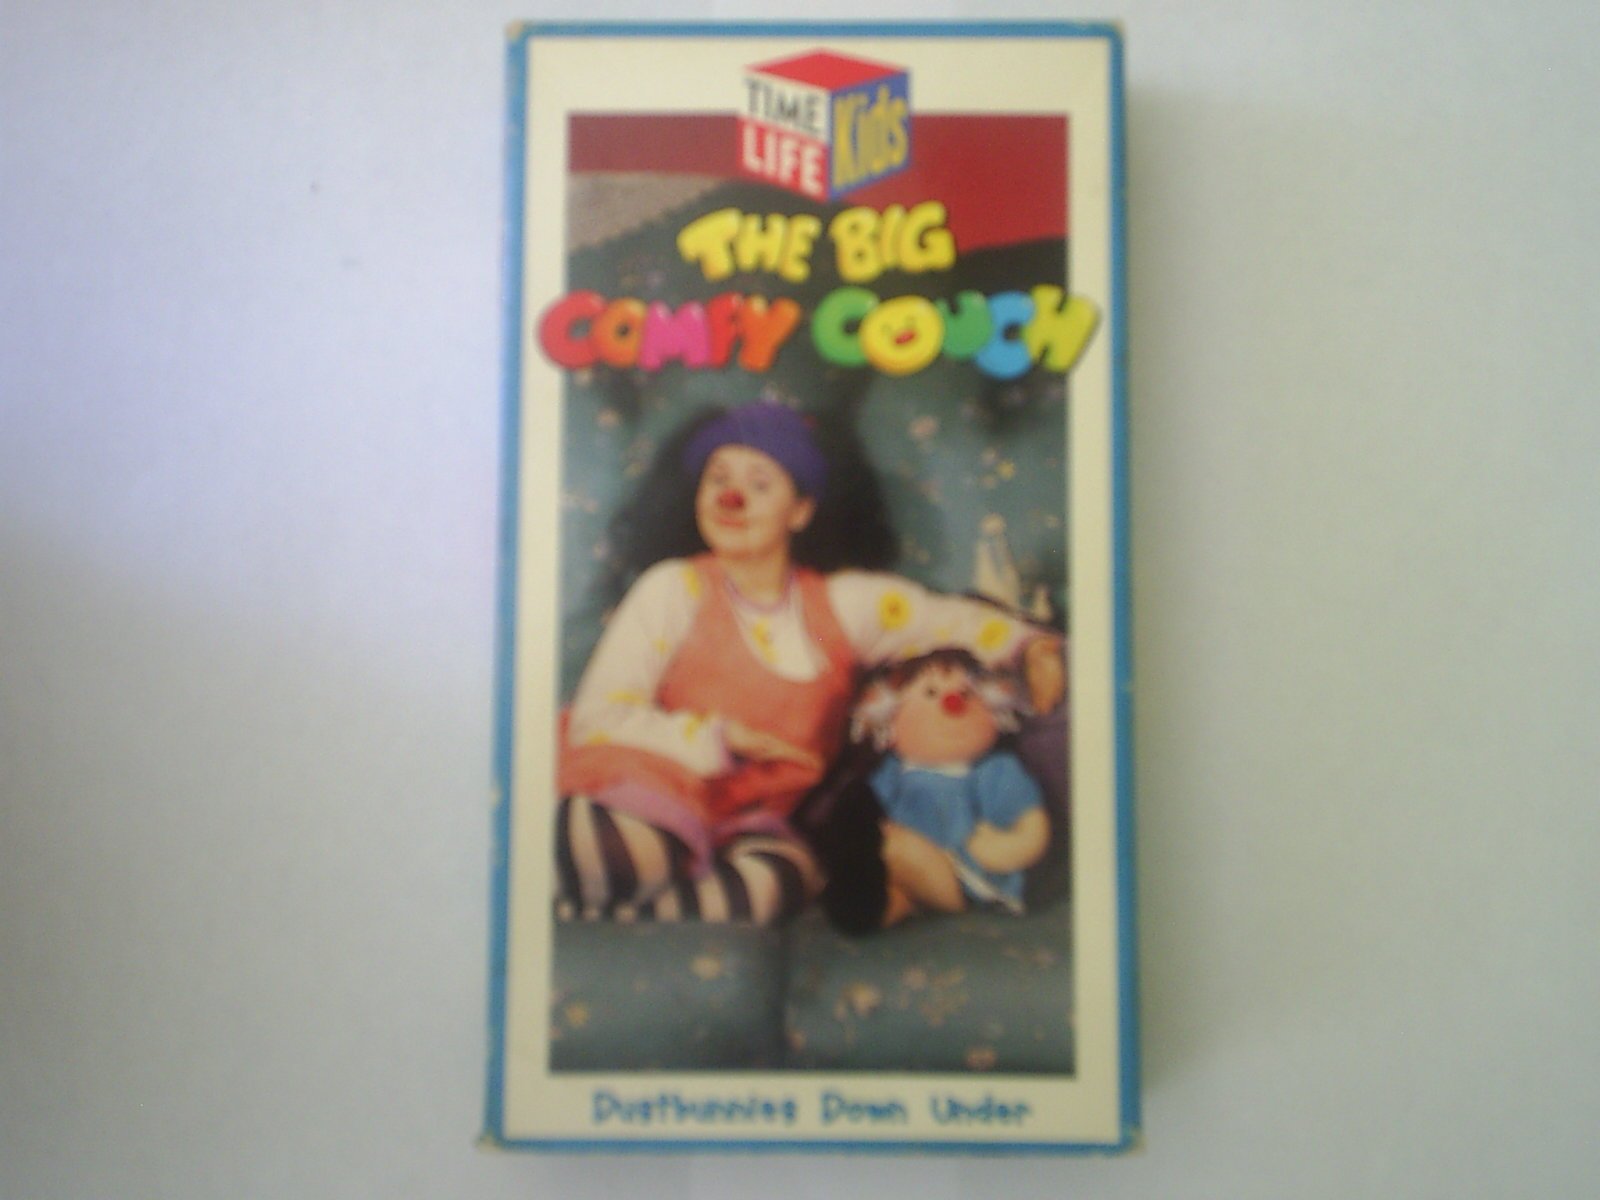 TIME
LIFE
Kids
THE BIG
COMFY COUCH
Dustbunnies Down Under